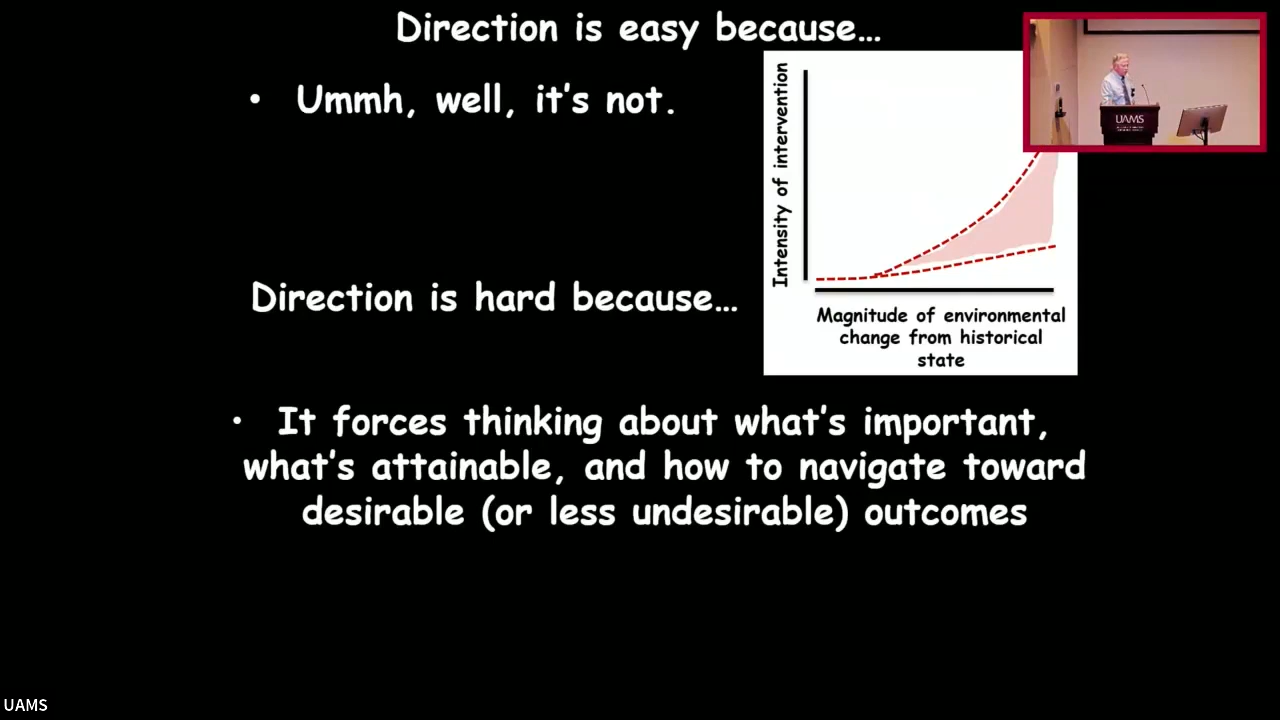 Direction is easy because...
• Ummh, well, it's not.
Intensity of intervention
Magnitude of environmental
change from historical
state
UAMS
Direction is hard because...
• It forces thinking about what's important,
what's attainable, and how to navigate toward
desirable (or less undesirable) outcomes
UAMS